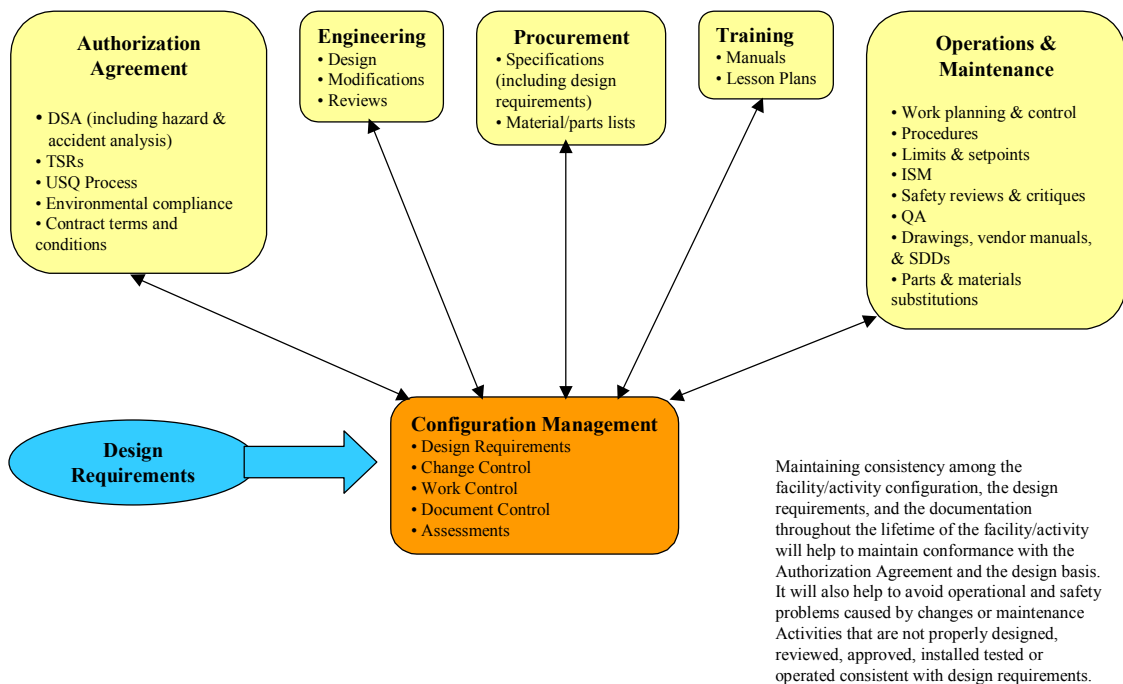 Authorization
Agreement
• DSA (including hazard &
accident analysis)
• TSRs
• USQ Process
• Environmental compliance
• Contract terms and
conditions
Engineering
• Design
• Modifications
• Reviews
Procurement
• Specifications
(including design
requirements)
• Material/parts lists
Training
• Manuals
• Lesson Plans
Operations &
Maintenance
• Work planning & control
• Procedures
• Limits & setpoints
• ISM
• Safety reviews & critiques
• QA
• Drawings, vendor manuals,
& SDDs
• Parts & materials
substitutions
Design
Requirements
Configuration Management
• Design Requirements
• Change Control
• Work Control
• Document Control
• Assessments
Maintaining consistency among the
facility/activity configuration, the design
requirements, and the documentation
throughout the lifetime of the facility/activity
will help to maintain conformance with the
Authorization Agreement and the design basis.
It will also help to avoid operational and safety
problems caused by changes or maintenance
Activities that are not properly designed,
reviewed, approved, installed tested or
operated consistent with design requirements.